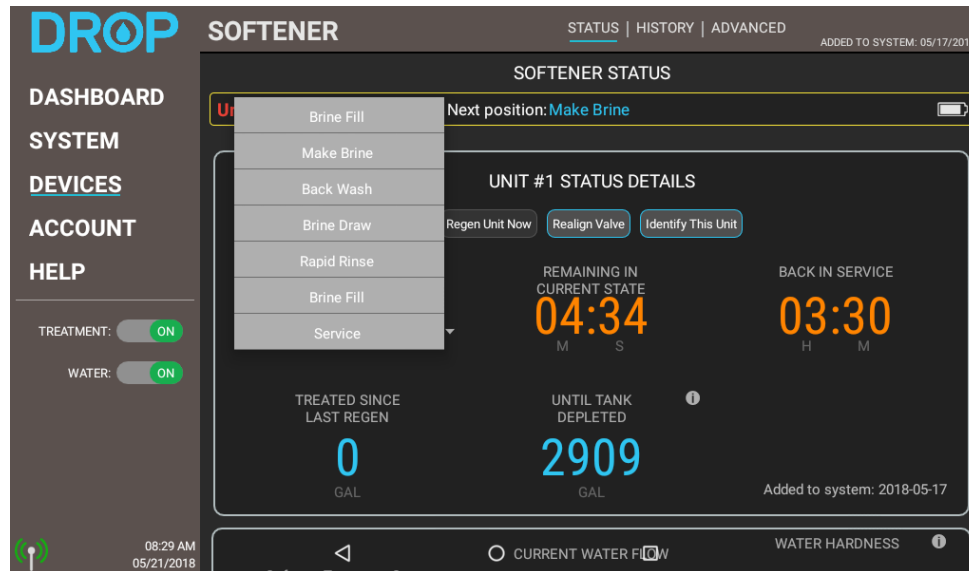 DROP
SOFTENER
STATUS | HISTORY | ADVANCED
ADDED TO SYSTEM: 05/17/201
DASHBOARD
SYSTEM
DEVICES
ACCOUNT
HELP
TREATMENT: ON
WATER: ON
08:29 AM
05/21/2018
SOFTENER STATUS
Next position: Make Brine
Brine Fill
Make Brine
Back Wash
Brine Draw
Rapid Rinse
Brine Fill
Service
UNIT #1 STATUS DETAILS
Regen Unit Now Realign Valve Identify This Unit
REMAINING IN
CURRENT STATE
04:34
M S
BACK IN SERVICE
03:30
H M
TREATED SINCE
LAST REGEN
0
GAL
UNTIL TANK
DEPLETED
2909
GAL
Added to system: 2018-05-17
CURRENT WATER FLOW
WATER HARDNESS